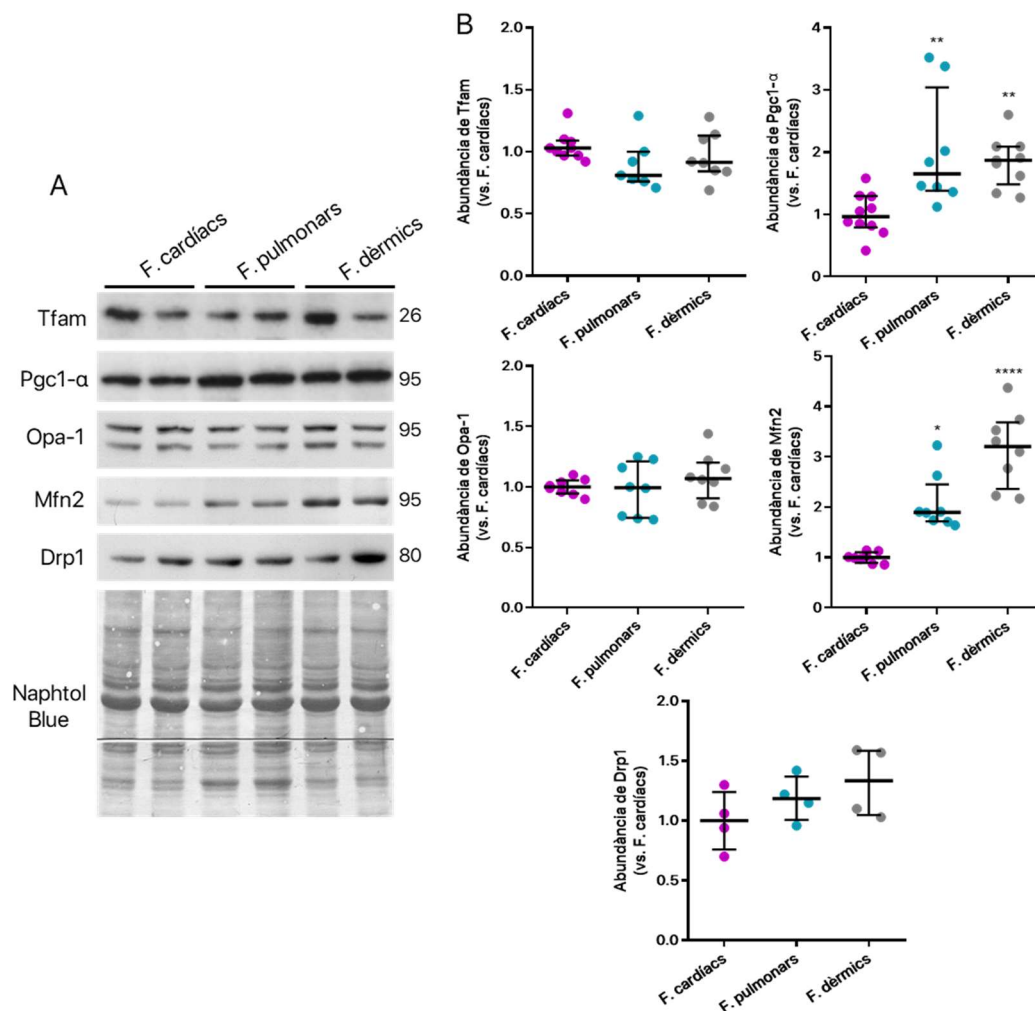 A
F. cardíacs
F. pulmonars
F. dèrmics
Tfam
26
Pgc1-α
95
Opa-1
95
Mfn2
95
Drp1
80
Naphtol
Blue
B
Abundància de Tfam
(vs. F. cardíacs)
2.0
1.5
1.0
0.5
0.0
F. cardíacs
F. pulmonars
F. dèrmics
Abundància de Pgc1-α
(vs. F. cardíacs)
4
3
2
1
0
**
**
F. cardíacs
F. pulmonars
F. dèrmics
Abundància de Opa-1
(vs. F. cardíacs)
2.0
1.5
1.0
0.5
0.0
F. cardíacs
F. pulmonars
F. dèrmics
Abundància de Mfn2
(vs. F. cardíacs)
5
4
3
2
1
0
*
****
F. cardíacs
F. pulmonars
F. dèrmics
Abundància de Drp1
(vs. F. cardíacs)
2.0
1.5
1.0
0.5
0.0
F. cardíacs
F. pulmonars
F. dèrmics